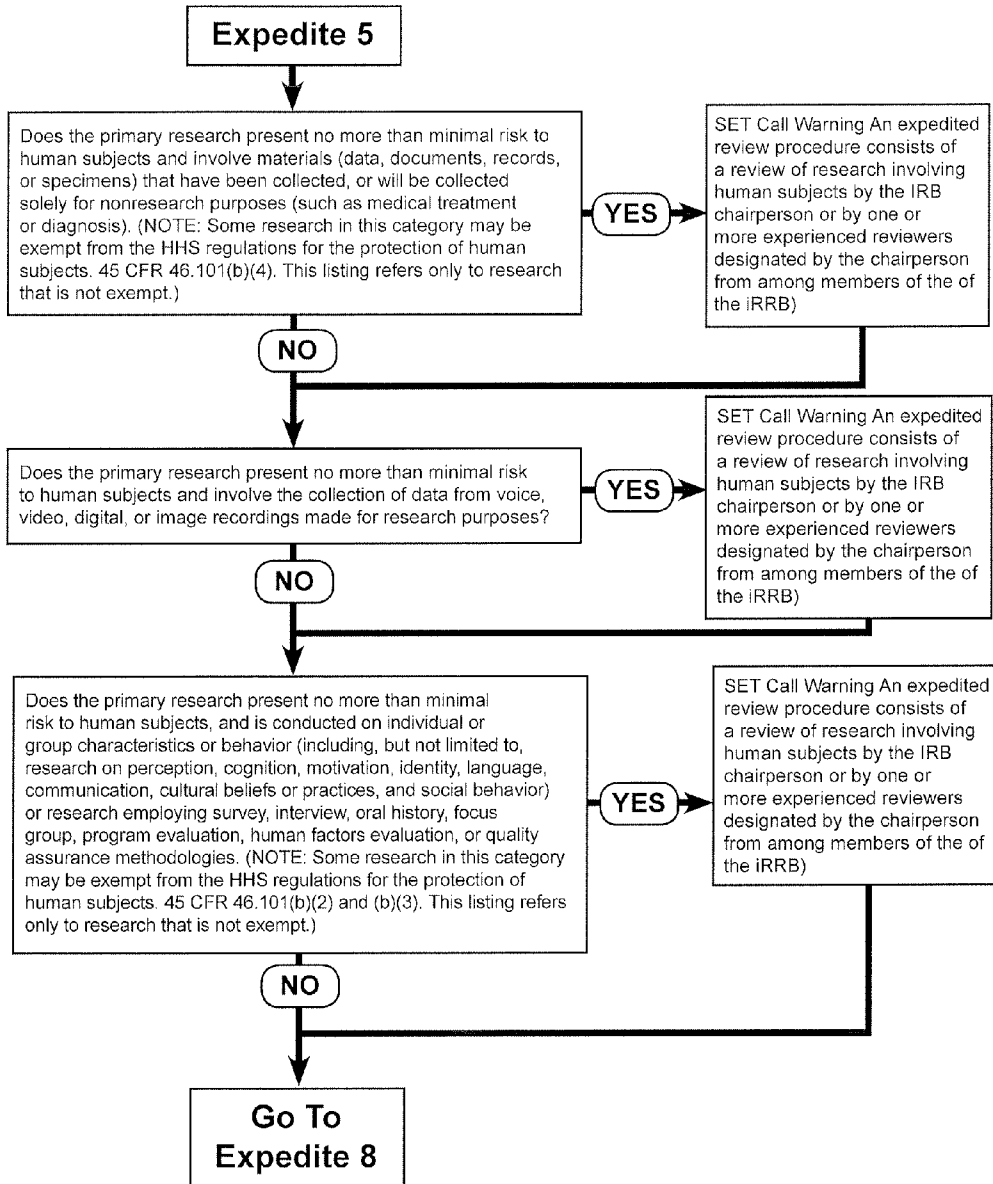 Expedite 5
Does the primary research present no more than minimal risk to
human subjects and involve materials (data, documents, records,
or specimens) that have been collected, or will be collected
solely for nonresearch purposes (such as medical treatment
or diagnosis). (NOTE: Some research in this category may be
exempt from the HHS regulations for the protection of human
subjects. 45 CFR 46.101(b)(4). This listing refers only to research
that is not exempt.)
YES
SET Call Warning An expedited
review procedure consists of
a review of research involving
human subjects by the IRB
chairperson or by one or
more experienced reviewers
designated by the chairperson
from among members of the of
the iRRB)
NO
Does the primary research present no more than minimal risk
to human subjects and involve the collection of data from voice,
video, digital, or image recordings made for research purposes?
YES
SET Call Warning An expedited
review procedure consists of
a review of research involving
human subjects by the IRB
chairperson or by one or
more experienced reviewers
designated by the chairperson
from among members of the of
the iRRB)
NO
Does the primary research present no more than minimal
risk to human subjects, and is conducted on individual or
group characteristics or behavior (including, but not limited to,
research on perception, cognition, motivation, identity, language,
communication, cultural beliefs or practices, and social behavior)
or research employing survey, interview, oral history, focus
group, program evaluation, human factors evaluation, or quality
assurance methodologies. (NOTE: Some research in this category
may be exempt from the HHS regulations for the protection of
human subjects. 45 CFR 46.101(b)(2) and (b)(3). This listing refers
only to research that is not exempt.)
YES
SET Call Warning An expedited
review procedure consists of
a review of research involving
human subjects by the IRB
chairperson or by one or
more experienced reviewers
designated by the chairperson
from among members of the of
the iRRB)
NO
Go To
Expedite 8